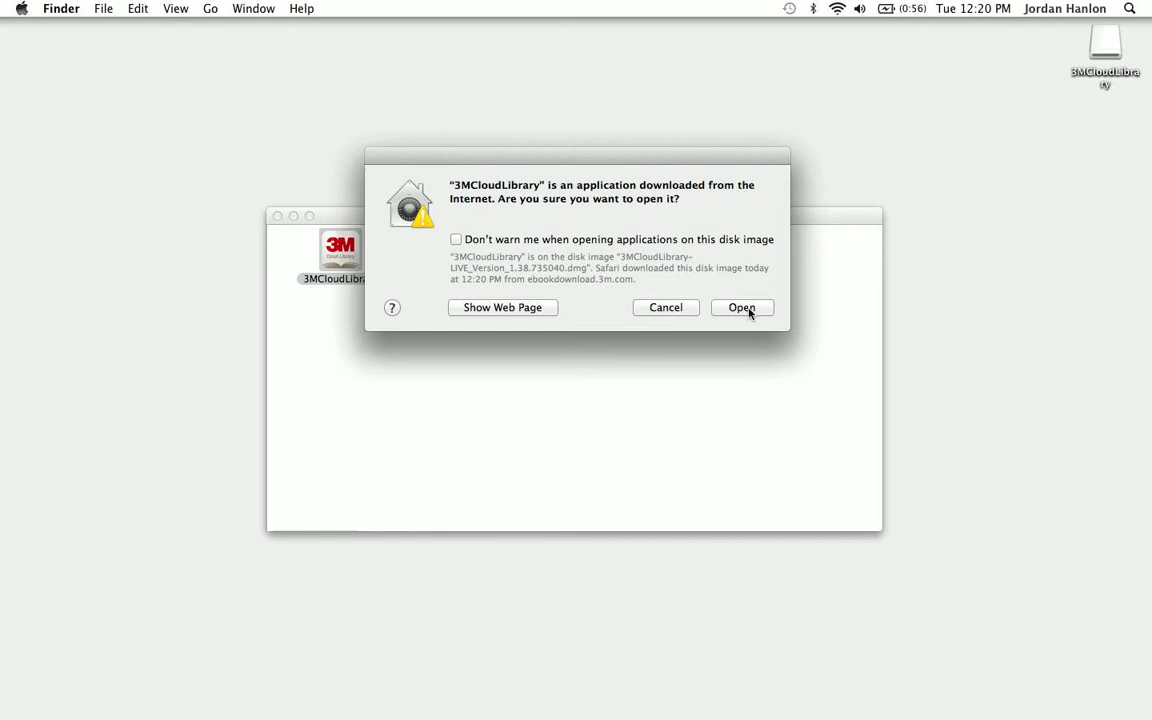 Finder File Edit View Go Window Help (0:56) Tue 12:20 PM Jordan Hanlon
3MCloudLibra
ry
“3MCloudLibrary” is an application downloaded from the
Internet. Are you sure you want to open it?
Don't warn me when opening applications on this disk image
“3MCloudLibrary” is on the disk image “3MCloudLibrary–
LIVE_Version_1.38.735040.dmg”. Safari downloaded this disk image today
at 12:20 PM from ebookdownload.3m.com.
? Show Web Page Cancel Open
3M
Cloud Library
3MCloudLibra